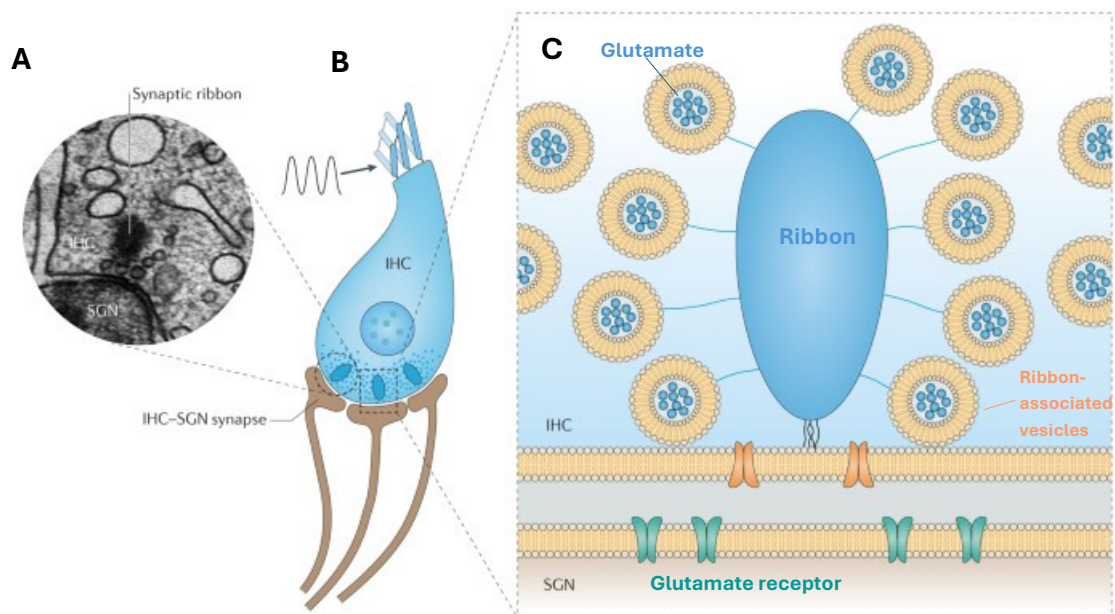 A
Synaptic ribbon
IHC
SGN
B
IHC
IHC–SGN synapse
C
Glutamate
Ribbon
Ribbon-
associated
vesicles
IHC
SGN
Glutamate receptor